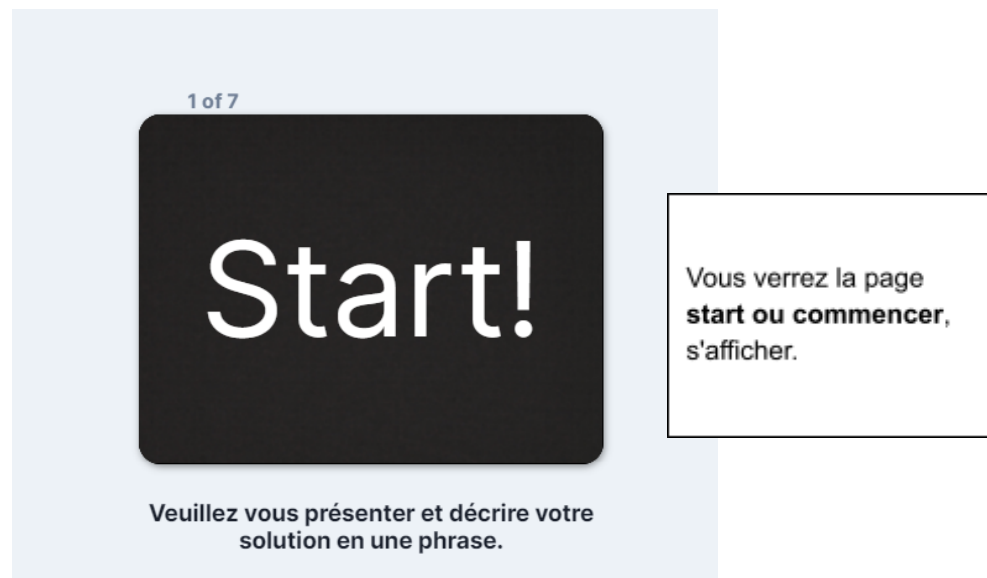 1 of 7
Start!
Veuillez vous présenter et décrire votre
solution en une phrase.
Vous verrez la page
start ou commencer,
s'afficher.